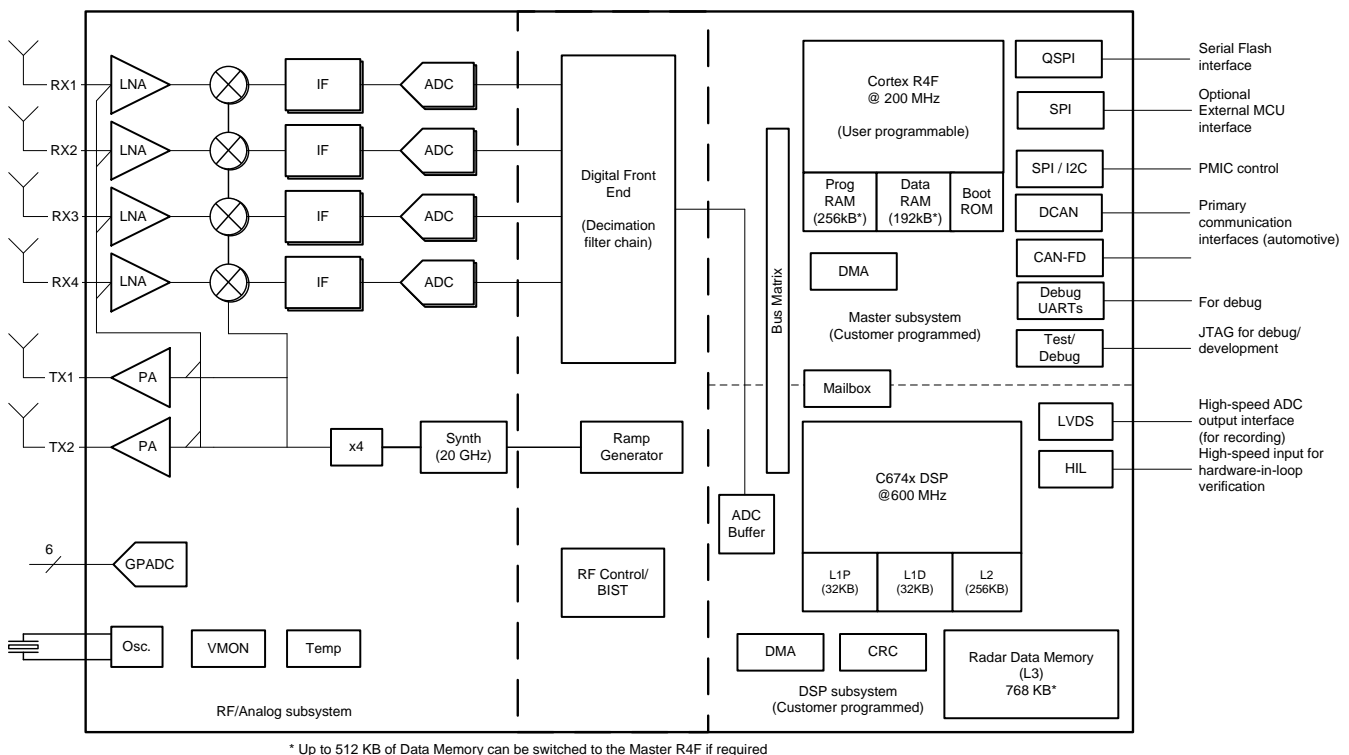 RX1
LNA
IF
ADC
RX2
LNA
IF
ADC
RX3
LNA
IF
ADC
RX4
LNA
IF
ADC
TX1
PA
TX2
PA
x4
Synth
(20 GHz)
Ramp
Generator
Digital Front
End
(Decimation
filter chain)
6
GPADC
RF Control/
BIST
Osc.
VMON
Temp
RF/Analog subsystem
Bus Matrix
ADC
Buffer
Cortex R4F
@ 200 MHz
(User programmable)
Prog
RAM
(256kB*)
Data
RAM
(192kB*)
Boot
ROM
DMA
Master subsystem
(Customer programmed)
Mailbox
QSPI
Serial Flash
interface
SPI
Optional
External MCU
interface
SPI / I2C
PMIC control
DCAN
Primary
communication
interfaces (automotive)
CAN-FD
Debug
UARTs
For debug
Test/
Debug
JTAG for debug/
development
LVDS
High-speed ADC
output interface
(for recording)
HIL
High-speed input for
hardware-in-loop
verification
C674x DSP
@600 MHz
L1P
(32KB)
L1D
(32KB)
L2
(256KB)
DMA
CRC
Radar Data Memory
(L3)
768 KB*
DSP subsystem
(Customer programmed)
* Up to 512 KB of Data Memory can be switched to the Master R4F if required